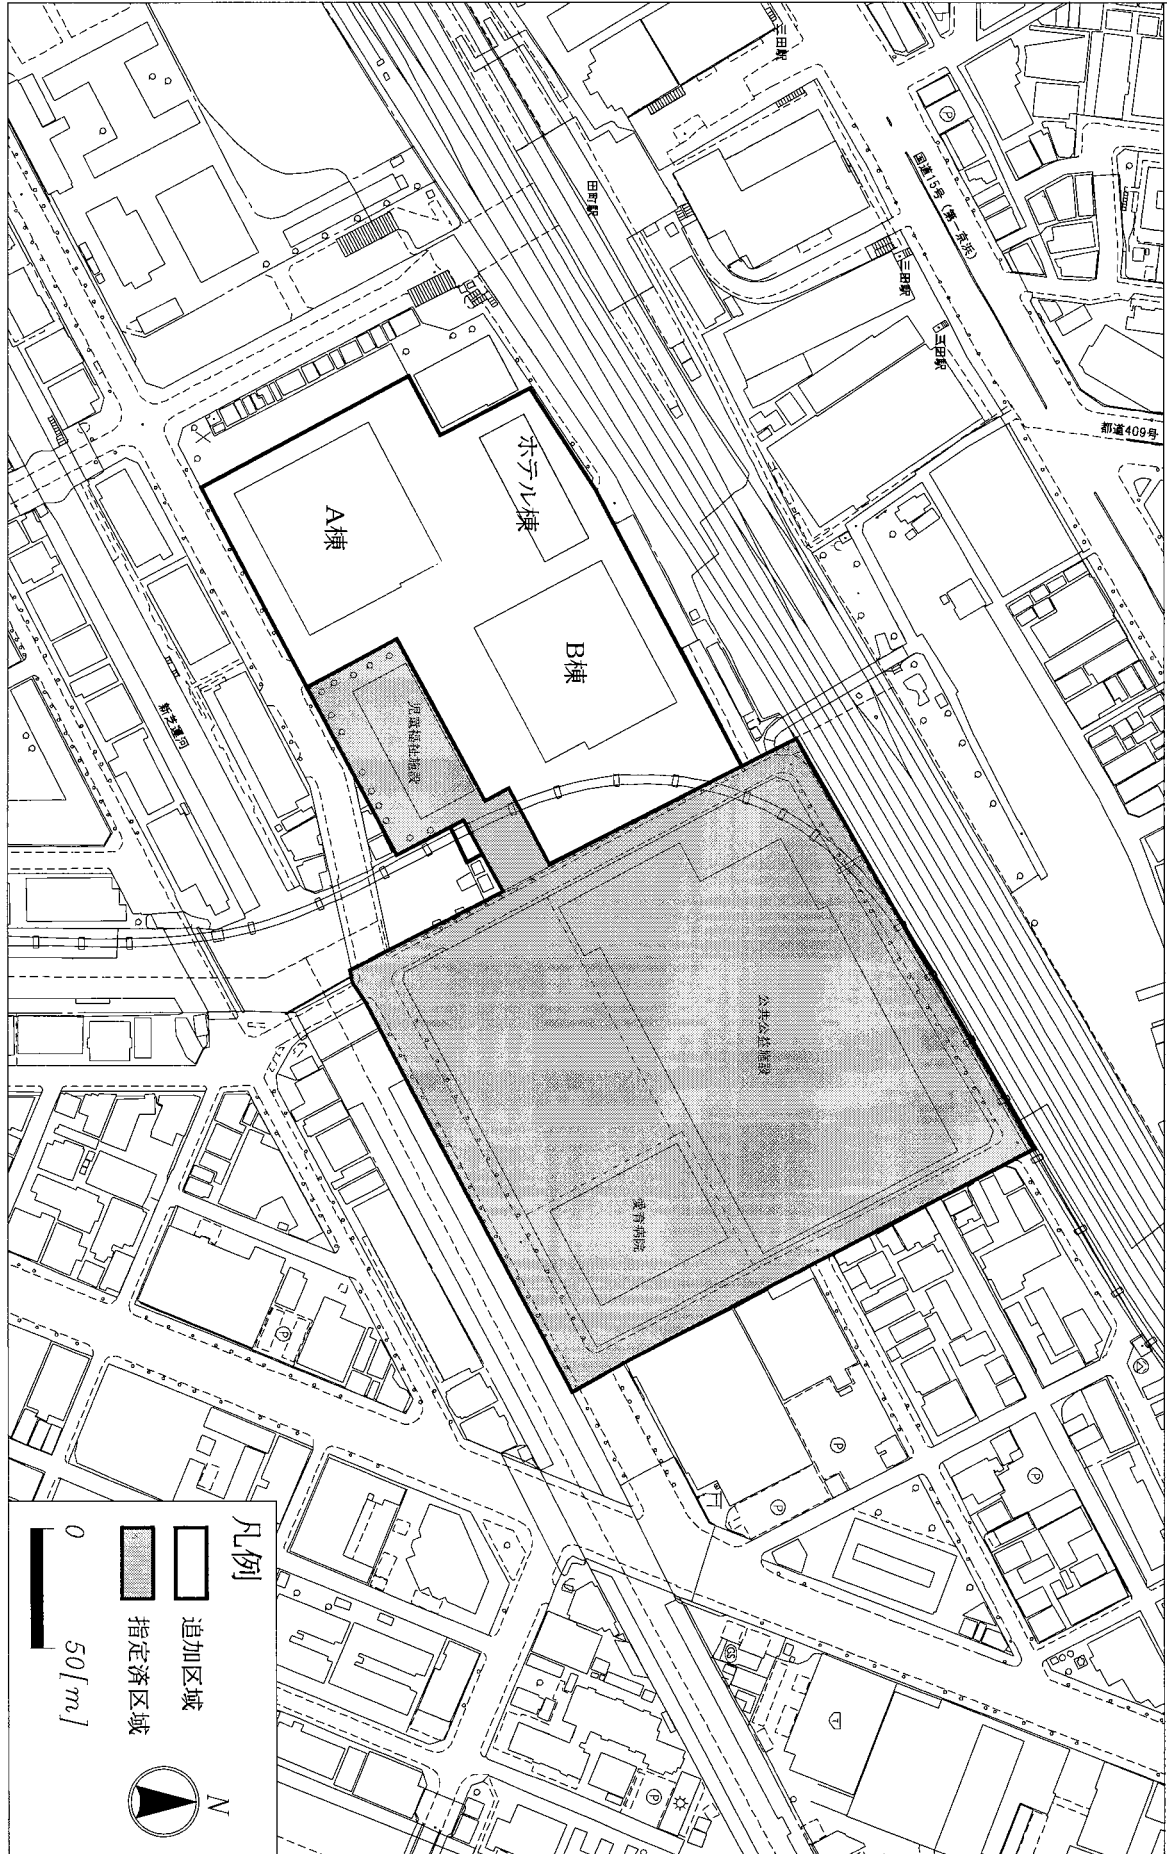 三田駅
国道15号（第一京浜）
三田駅
三田駅
都道409号
田町駅
ホテル棟
A棟
B棟
児童福祉施設
新芝運河
公共公益施設
愛育病院
P
P
P
P
P
P
GS
T
凡例
追加区域
指定済区域
0 50[m]
N